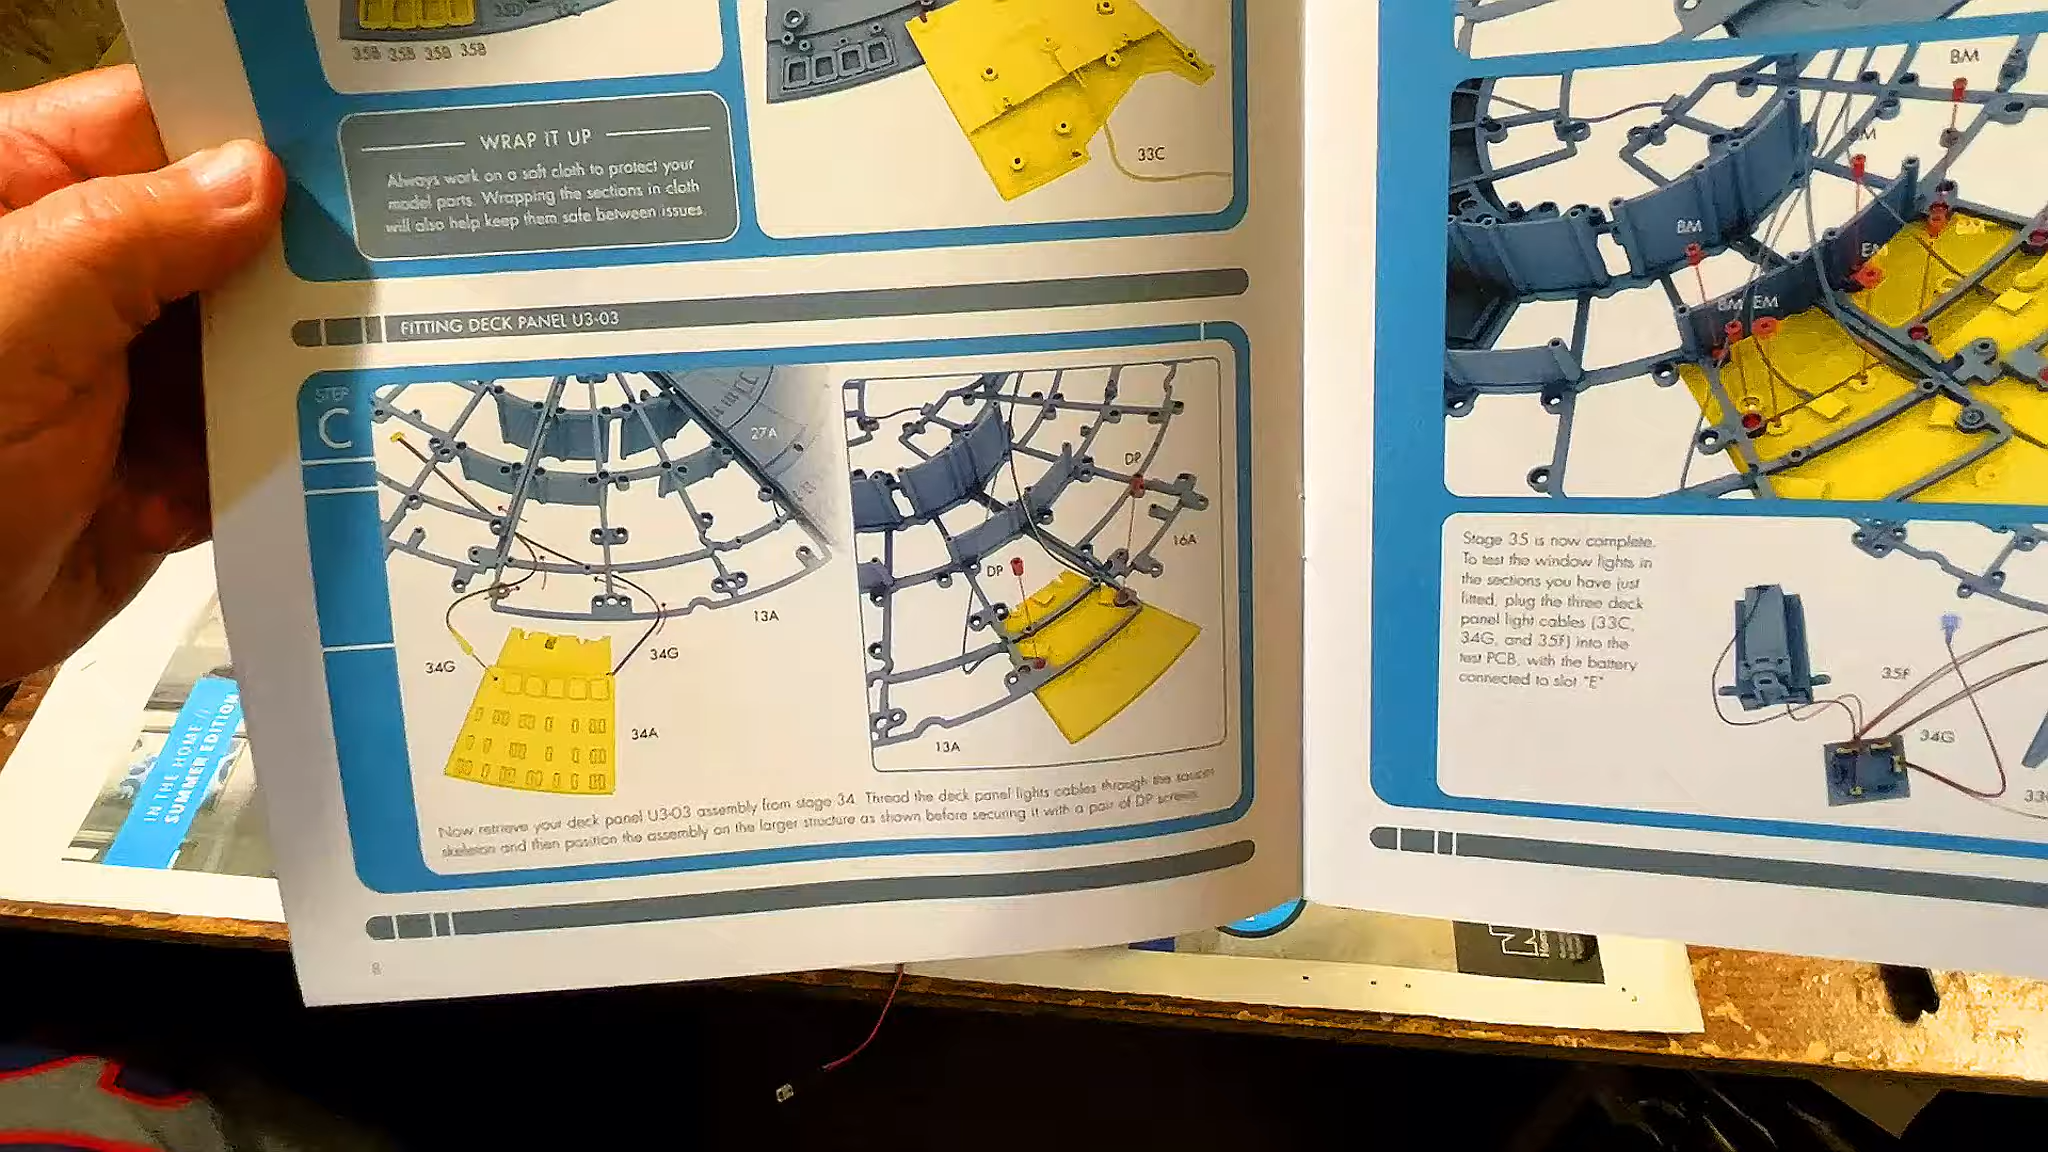 35B 35B 35B 35B
WRAP IT UP
Always work on a soft cloth to protect your
model parts. Wrapping the sections in cloth
will also help keep them safe between issues.
33C
FITTING DECK PANEL U3-03
STEP
C
27A
13A
34G
34G
34A
DP
DP
16A
13A
Now retrieve your deck panel U3-03 assembly from stage 34. Thread the deck panel lights cables through the saucer
skeleton and then position the assembly on the larger structure as shown before securing it with a pair of DP screws.
8
BM
BM
BM
BM
BM EM
Stage 35 is now complete.
To test the window lights in
the sections you have just
fitted, plug the three deck
panel light cables (33C,
34G, and 35F) into the
test PCB, with the battery
connected to slot "E"
35F
34G
IN THE HOME //
SUMMER EDITION